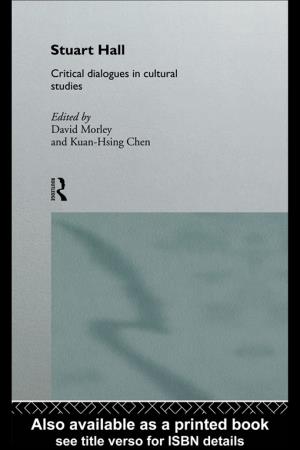 Stuart Hall
Critical dialogues in cultural
studies
Edited by
David Morley
and Kuan-Hsing Chen
ROUTLEDGE
R
Also available as a printed book
see title verso for ISBN details